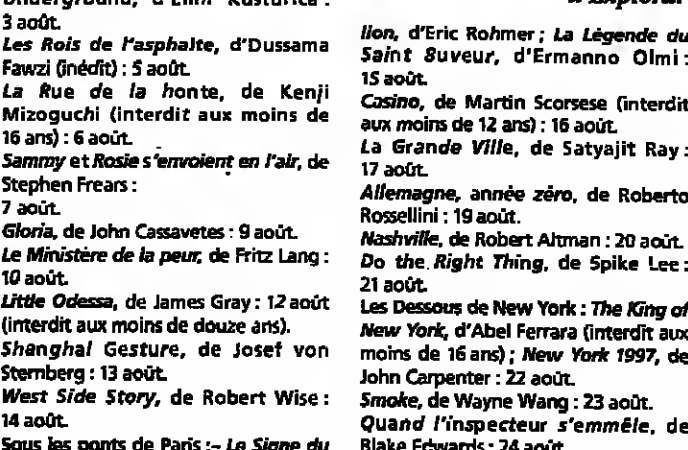 Underground, d'Emir Kusturica :
3 août.
Les Rois de l'asphalte, d'Oussama
Fawzi (inédit) : 5 août.
La Rue de la honte, de Kenji
Mizoguchi (interdit aux moins de
16 ans) : 6 août.
Sammy et Rosie s'envoient en l'air, de
Stephen Frears :
7 août.
Gloria, de John Cassavetes : 9 août.
Le Ministère de la peur, de Fritz Lang :
10 août.
Little Odessa, de James Gray : 12 août
(interdit aux moins de douze ans).
Shanghai Gesture, de Josef von
Sternberg : 13 août.
West Side Story, de Robert Wise :
14 août.
Sous les ponts de Paris :– Le Signe du
lion, d'Eric Rohmer ; La Légende du
Saint Buveur, d'Ermanno Olmi :
15 août.
Casino, de Martin Scorsese (interdit
aux moins de 12 ans) : 16 août.
La Grande Ville, de Satyajit Ray :
17 août.
Allemagne, année zéro, de Roberto
Rossellini : 19 août.
Nashville, de Robert Altman : 20 août.
Do the Right Thing, de Spike Lee :
21 août.
Les Dessous de New York : The King of
New York, d'Abel Ferrara (interdit aux
moins de 16 ans) ; New York 1997, de
John Carpenter : 22 août.
Smoke, de Wayne Wang : 23 août.
Quand l'inspecteur s'emmêle, de
Blake Edwards : 24 août.